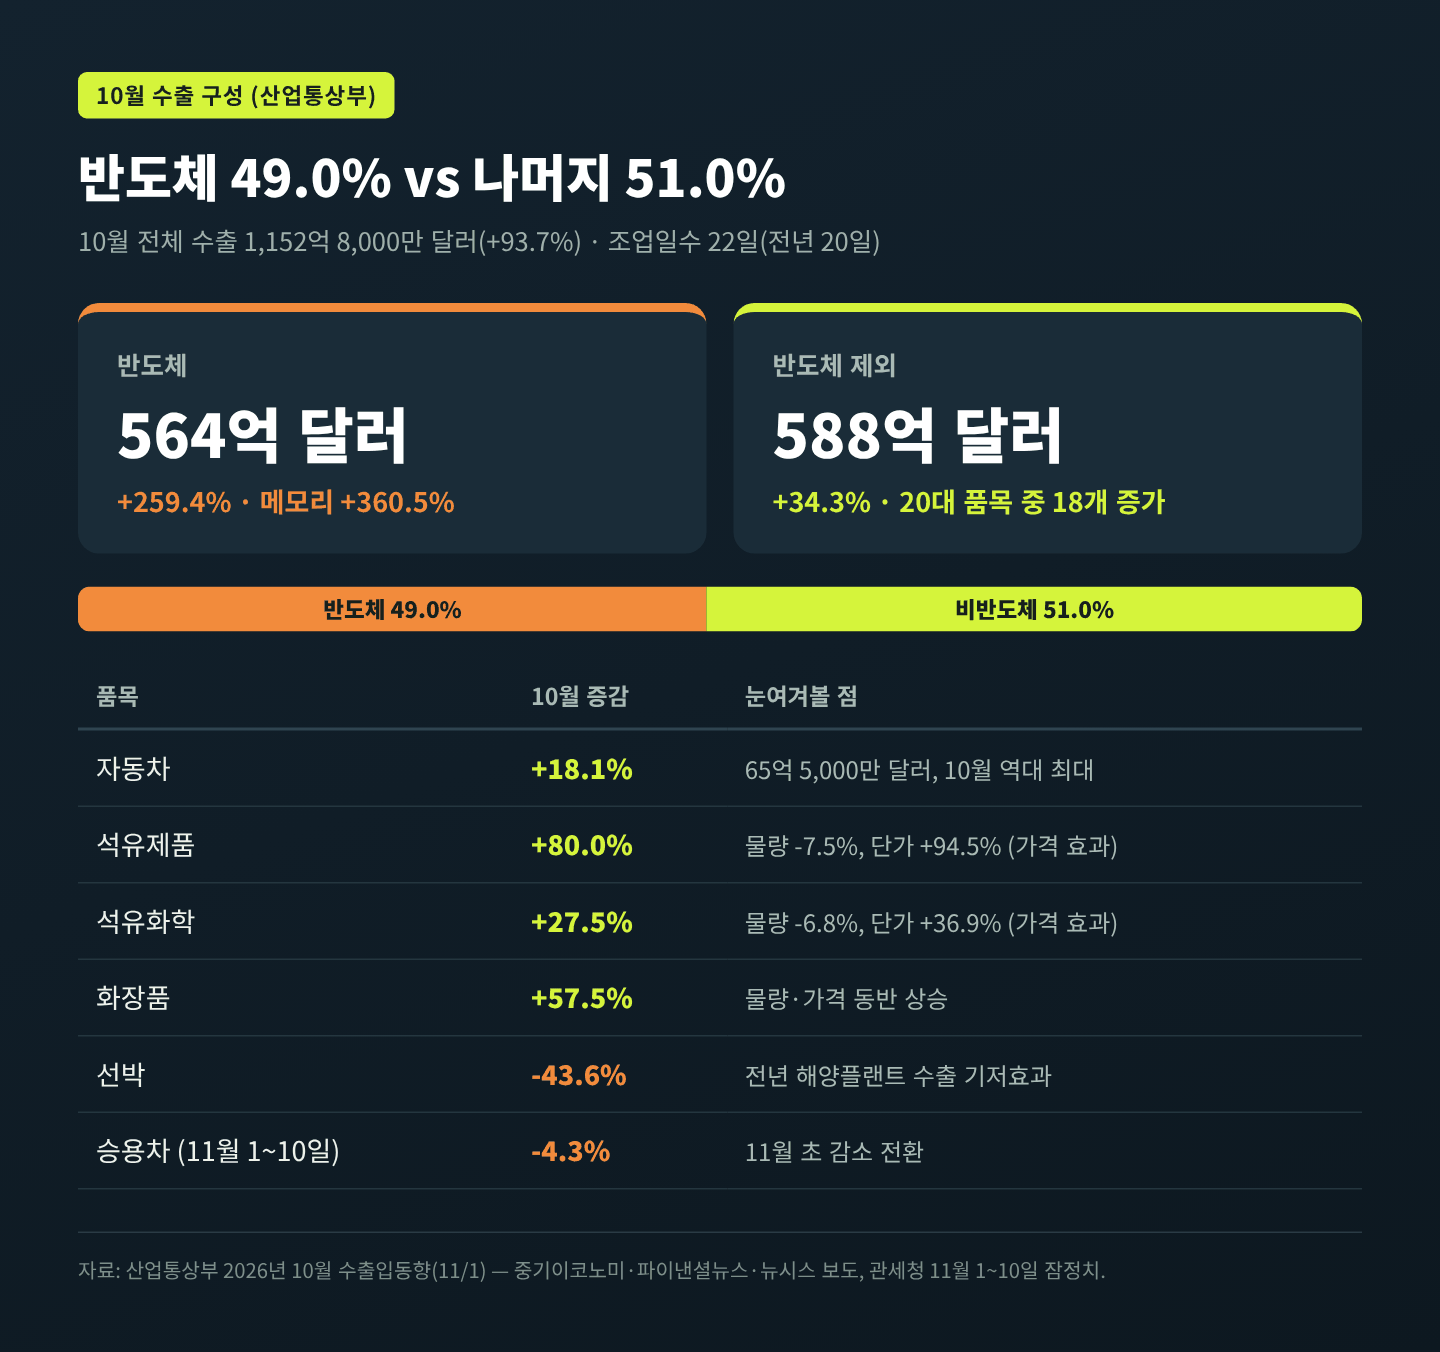 10월 수출 구성 (산업통상부)
반도체 49.0% vs 나머지 51.0%
10월 전체 수출 1,152억 8,000만 달러(+93.7%) · 조업일수 22일(전년 20일)
반도체
564억 달러
+259.4% · 메모리 +360.5%
반도체 제외
588억 달러
+34.3% · 20대 품목 중 18개 증가
반도체 49.0%
비반도체 51.0%
품목 10월 증감 눈여겨볼 점
자동차 +18.1% 65억 5,000만 달러, 10월 역대 최대
석유제품 +80.0% 물량 -7.5%, 단가 +94.5% (가격 효과)
석유화학 +27.5% 물량 -6.8%, 단가 +36.9% (가격 효과)
화장품 +57.5% 물량·가격 동반 상승
선박 -43.6% 전년 해양플랜트 수출 기저효과
승용차 (11월 1~10일) -4.3% 11월 초 감소 전환
자료: 산업통상부 2026년 10월 수출입동향(11/1) — 중기이코노미·파이낸셜뉴스·뉴시스 보도, 관세청 11월 1~10일 잠정치.